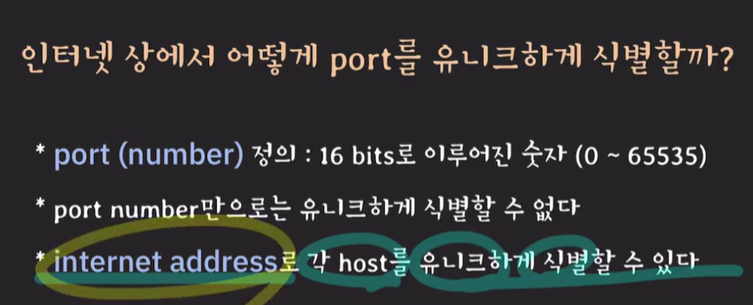 인터넷 상에서 어떻게 port를 유니크하게 식별할까?
* port (number) 정의 : 16 bits로 이루어진 숫자 (0 ~ 65535)
* port number만으로는 유니크하게 식별할 수 없다
* internet address로 각 host를 유니크하게 식별할 수 있다